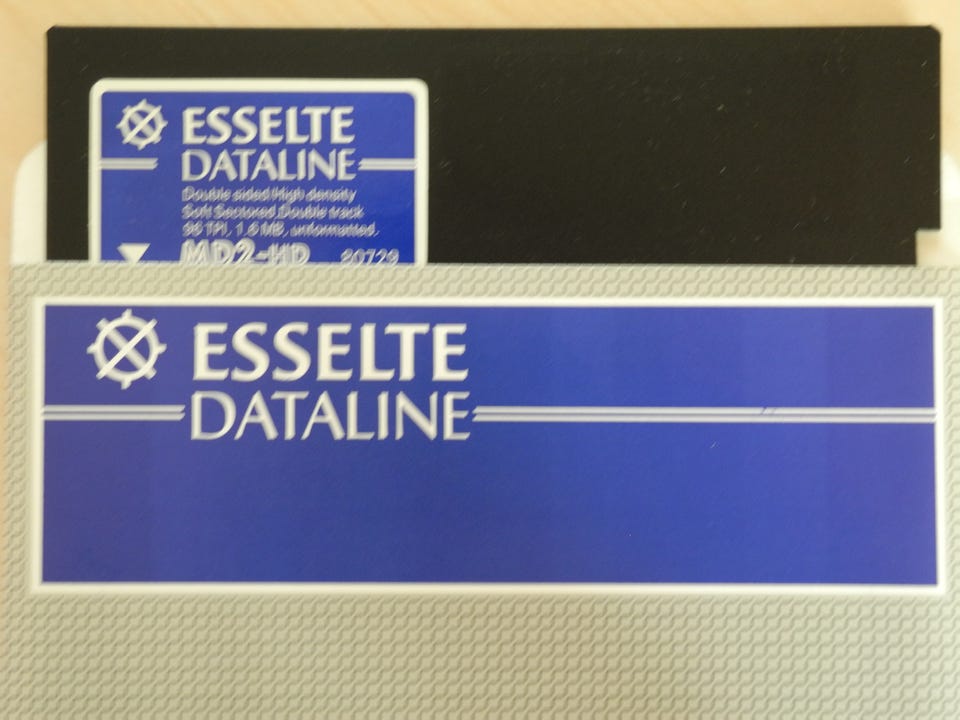 ESSELTE
DATALINE
Double sided/High density
Soft Sectored.Double track
96 TPI, 1.6 MB, unformatted.
MD2-HD 80729
ESSELTE
DATALINE